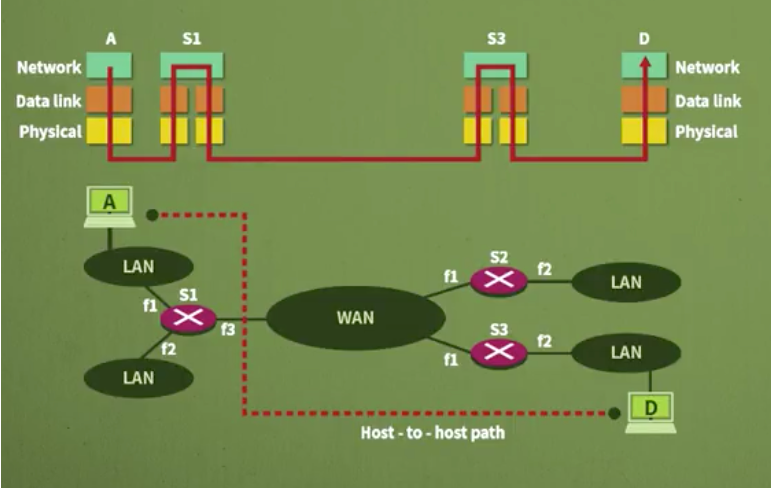 A S1 S3 D
Network Network
Data link Data link
Physical Physical
A
LAN
S1
f1
f3
f2
LAN
WAN
S2
f1 f2
LAN
S3
f1 f2
LAN
D
Host - to - host path